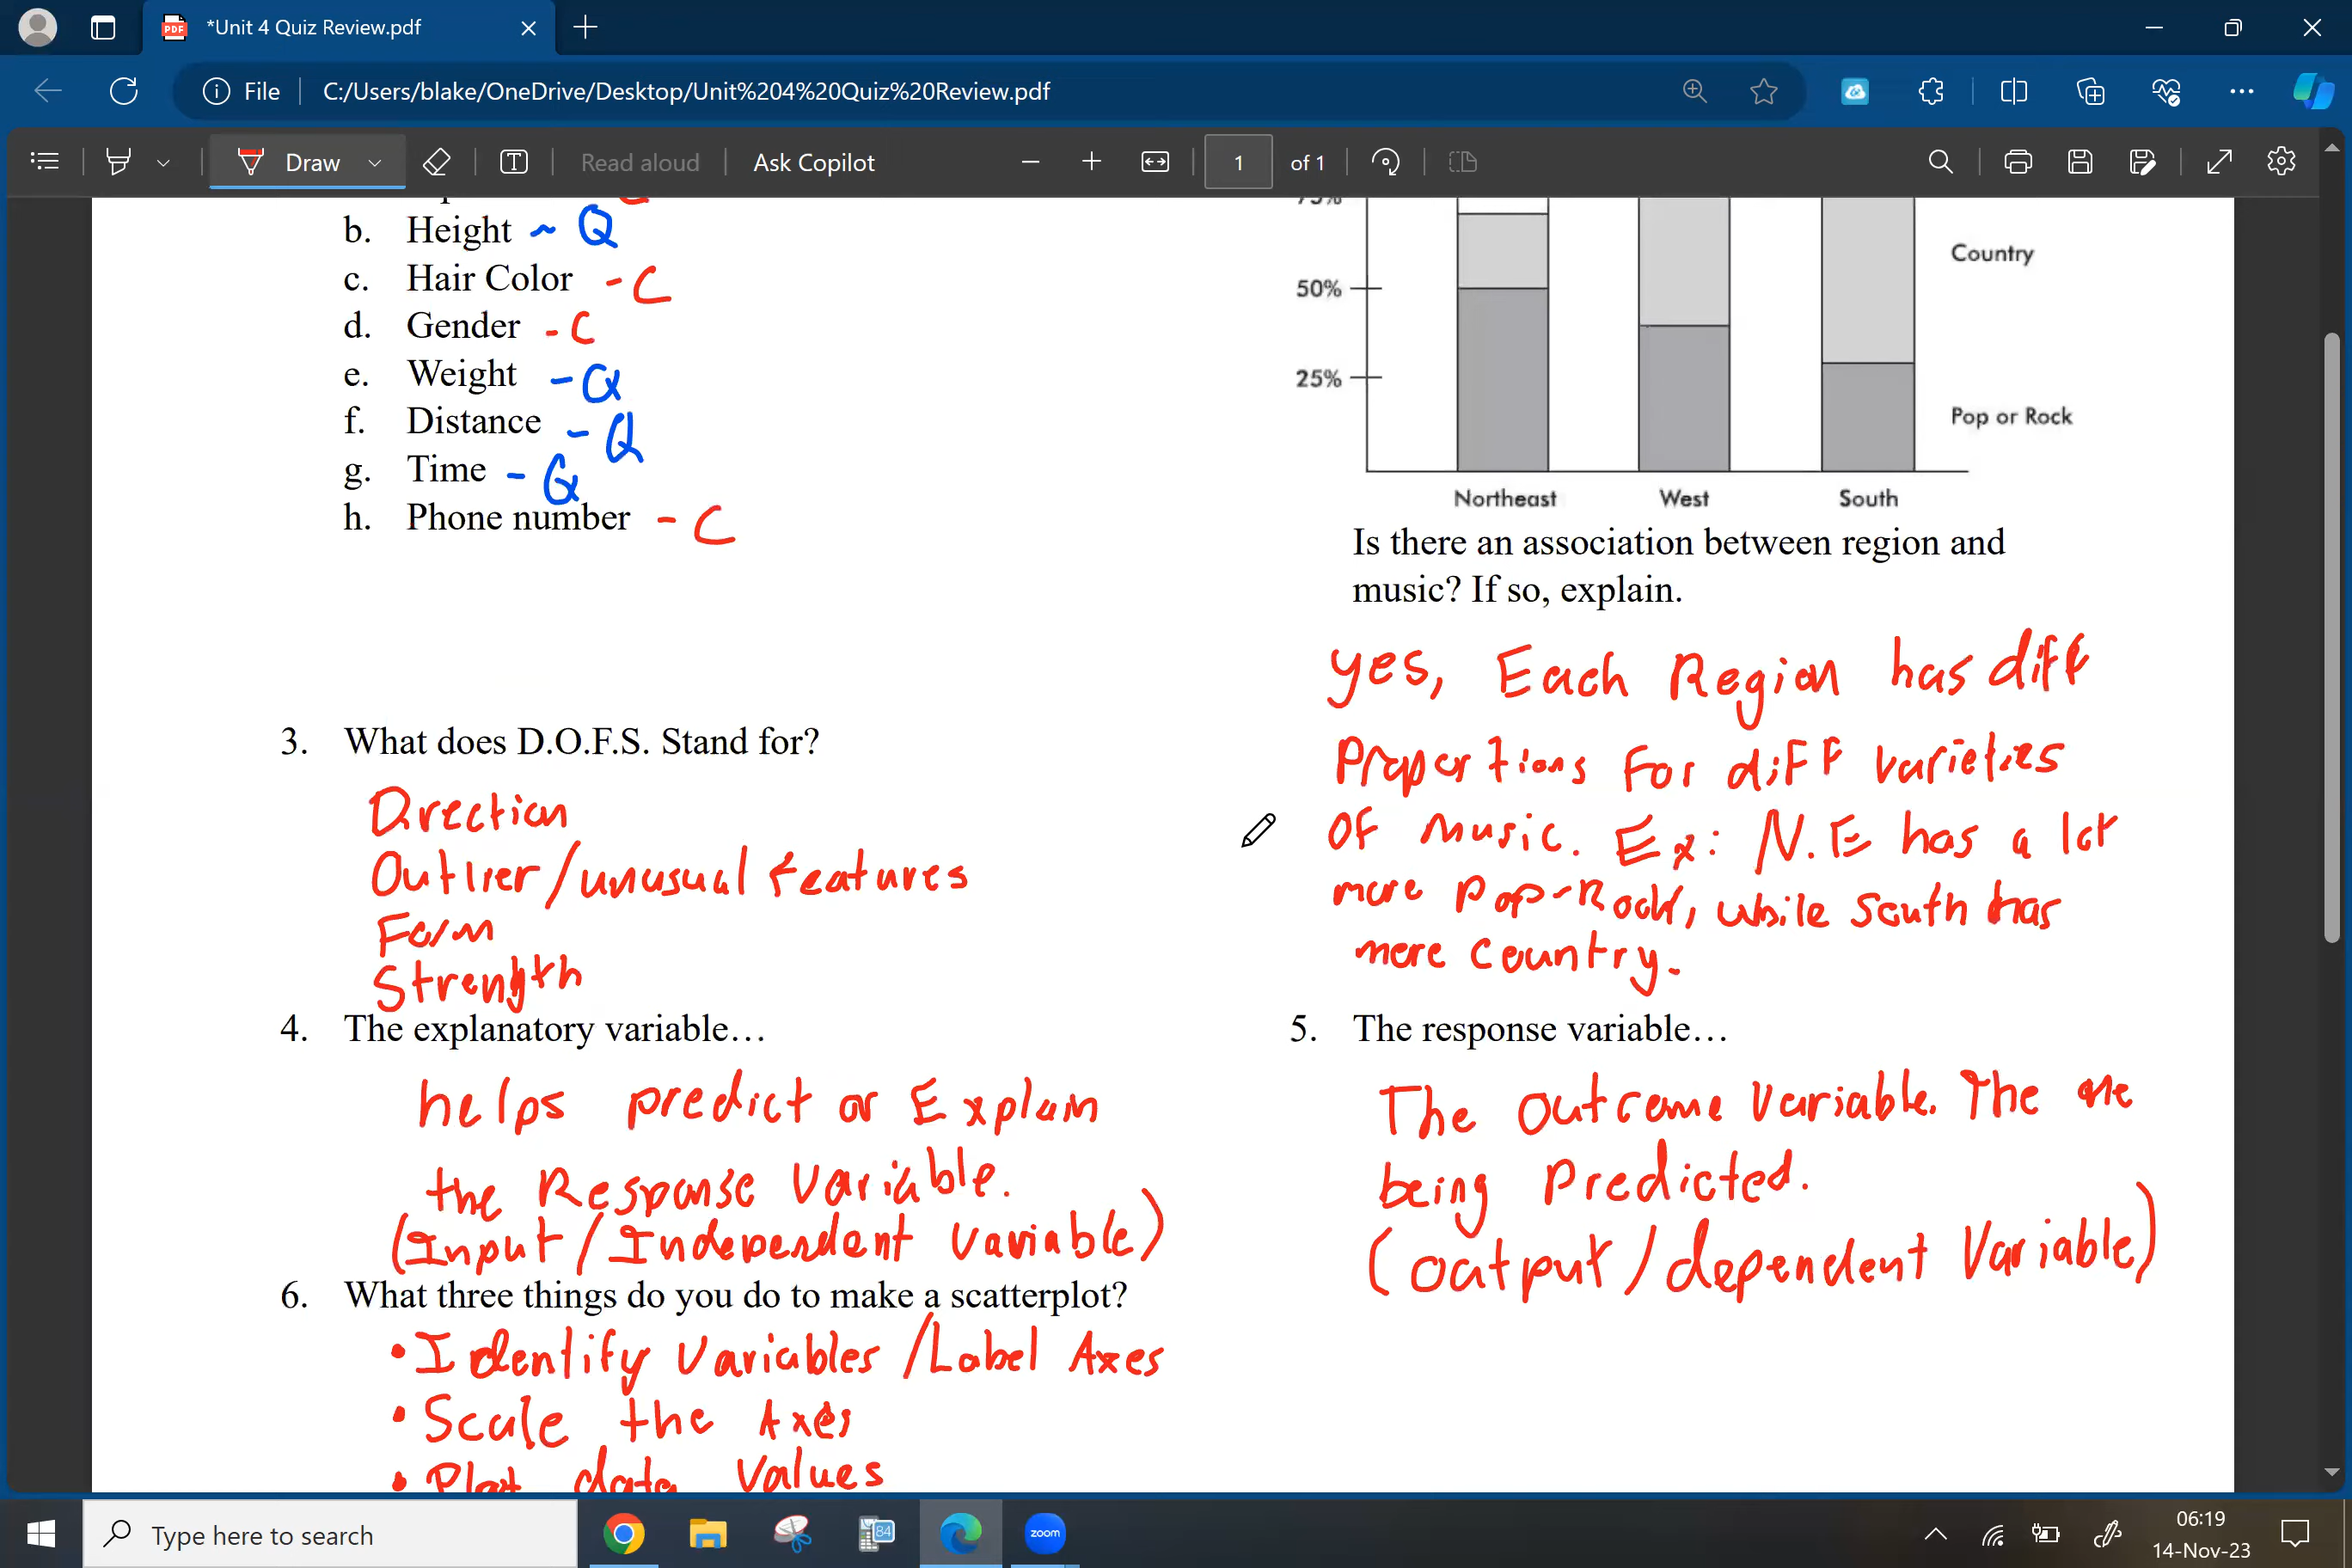 *Unit 4 Quiz Review.pdf
File
C:/Users/blake/OneDrive/Desktop/Unit%204%20Quiz%20Review.pdf
Draw
Read aloud
Ask Copilot
1
of 1
b. Height ~ Q
c. Hair Color - C
d. Gender - C
e. Weight - Q
f. Distance - Q
g. Time - Q
h. Phone number - C
3. What does D.O.F.S. Stand for?
Direction
Outlier/unusual features
Form
Strength
4. The explanatory variable…
helps predict or Explain
the Response Variable.
(Input/Independent Variable)
6. What three things do you do to make a scatterplot?
• Identify Variables/Label Axes
• Scale the Axes
• Plot data values
75%
50%
25%
Country
Pop or Rock
Northeast West South
Is there an association between region and
music? If so, explain.
yes, Each Region has diff
Proportions for diff varieties
of music. Ex: N.E has a lot
more Pop-Rock, while South has
more Country.
5. The response variable…
The outcome Variable. The one
being Predicted.
(output/dependent Variable)
Type here to search
84
zoom
06:19
14-Nov-23